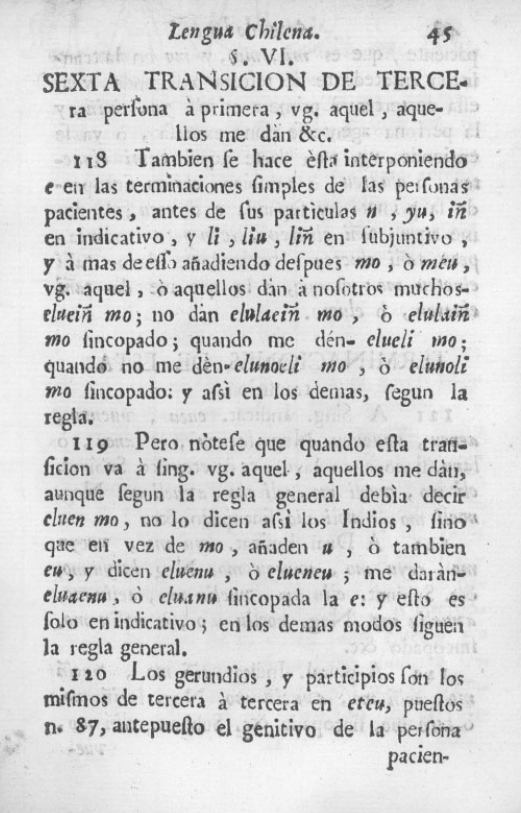 Lengua Chilena. 45
§. VI.
SEXTA TRANSICION DE TERCE-
ra perſona à primera, vg. aquel, aque-
llos me dàn &c.
118 Tambien ſe hace èſta interponiendo
e en las terminaciones ſimples de las perſonas
pacientes, antes de ſus particulas n, yu, iñ
en indicativo, y li, liu, liñ en ſubjuntivo,
y à mas de eſſo añadiendo deſpues mo, ò meu,
vg. aquel, ò aquellos dàn à noſotros muchos-
elueiñ mo; no dàn elulaeiñ mo, ò elulaiñ
mo ſincopado; quando me dén- elueli mo;
quando no me dèn- elunoeli mo, ò elunoli
mo ſincopado: y aſsì en los demas, ſegun la
regla.
119 Pero nòteſe que quando eſta tran-
ſicion va à ſing. vg. aquel, aquellos me dàn,
aunque ſegun la regla general debìa decir
eluen mo, no lo dicen aſsì los Indios, ſino
que en vez de mo, añaden u, ò tambien
eu, y dicen eluenu, ò elueneu; me daràn-
eluaenu, ò eluanu ſincopada la e: y eſto es
ſolo en indicativo; en los demas modos ſiguen
la regla general.
120 Los gerundios, y participios ſon los
miſmos de tercera à tercera en eteu, pueſtos
n. 87, antepueſto el genitivo de la perſona
pacien-